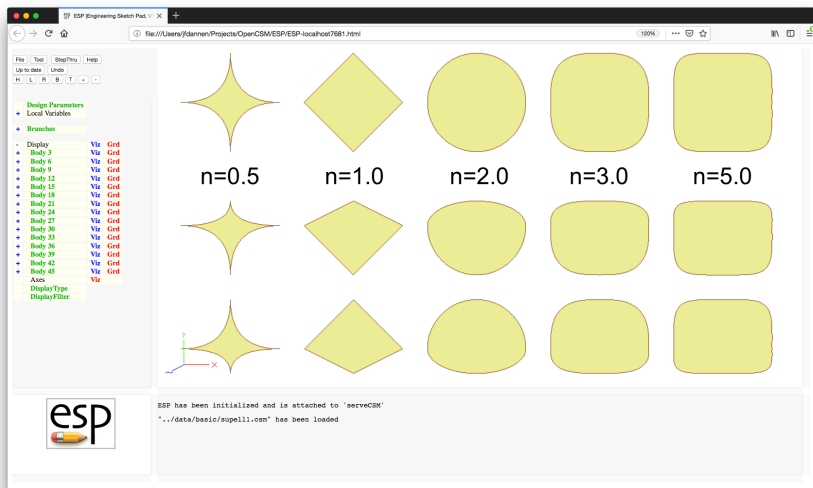 ESP (Engineering Sketch Pad, V
file:///Users/jfdannen/Projects/OpenCSM/ESP/ESP-localhost7681.html
120%
File Tool StepThru Help
Up to date Undo
H L R B T + -
Design Parameters
+ Local Variables
+ Branches
- Display Viz Grd
+ Body 3 Viz Grd
+ Body 6 Viz Grd
+ Body 9 Viz Grd
+ Body 12 Viz Grd
+ Body 15 Viz Grd
+ Body 18 Viz Grd
+ Body 21 Viz Grd
+ Body 24 Viz Grd
+ Body 27 Viz Grd
+ Body 30 Viz Grd
+ Body 33 Viz Grd
+ Body 36 Viz Grd
+ Body 39 Viz Grd
+ Body 42 Viz Grd
+ Body 45 Viz Grd
Axes Viz
DisplayType
DisplayFilter
n=0.5 n=1.0 n=2.0 n=3.0 n=5.0
X
esp
ESP has been initialized and is attached to 'serveCSM'
"../data/basic/supell1.csm" has been loaded